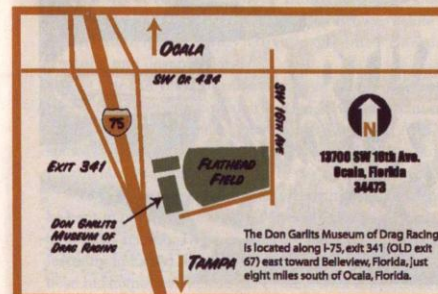 OCALA
SW CR 484
75
SW 16TH AVE
N
EXIT 341
FLATHEAD
FIELD
13700 SW 16th Ave.
Ocala, Florida
34473
DON GARLITS
MUSEUM OF
DRAG RACING
TAMPA
The Don Garlits Museum of Drag Racing
is located along I-75, exit 341 (OLD exit
67) east toward Belleview, Florida, just
eight miles south of Ocala, Florida.